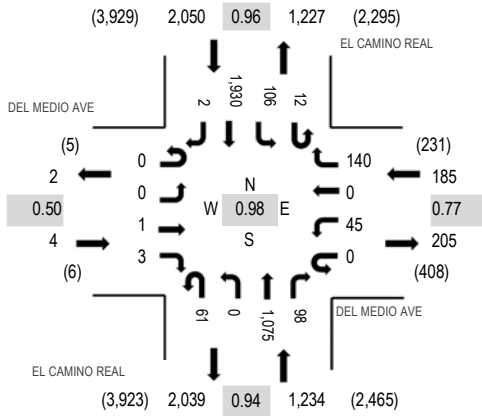 (3,929) 2,050 0.96 1,227 (2,295)
EL CAMINO REAL
2 1,930 106 12
DEL MEDIO AVE
(5) (231)
0 140
2 185
0 N 0
0.50 W 0.98 E 0.77
1 S 45
4 205
3 0
(6) (408)
61 0 1,075 98
DEL MEDIO AVE
EL CAMINO REAL
(3,923) 2,039 0.94 1,234 (2,465)